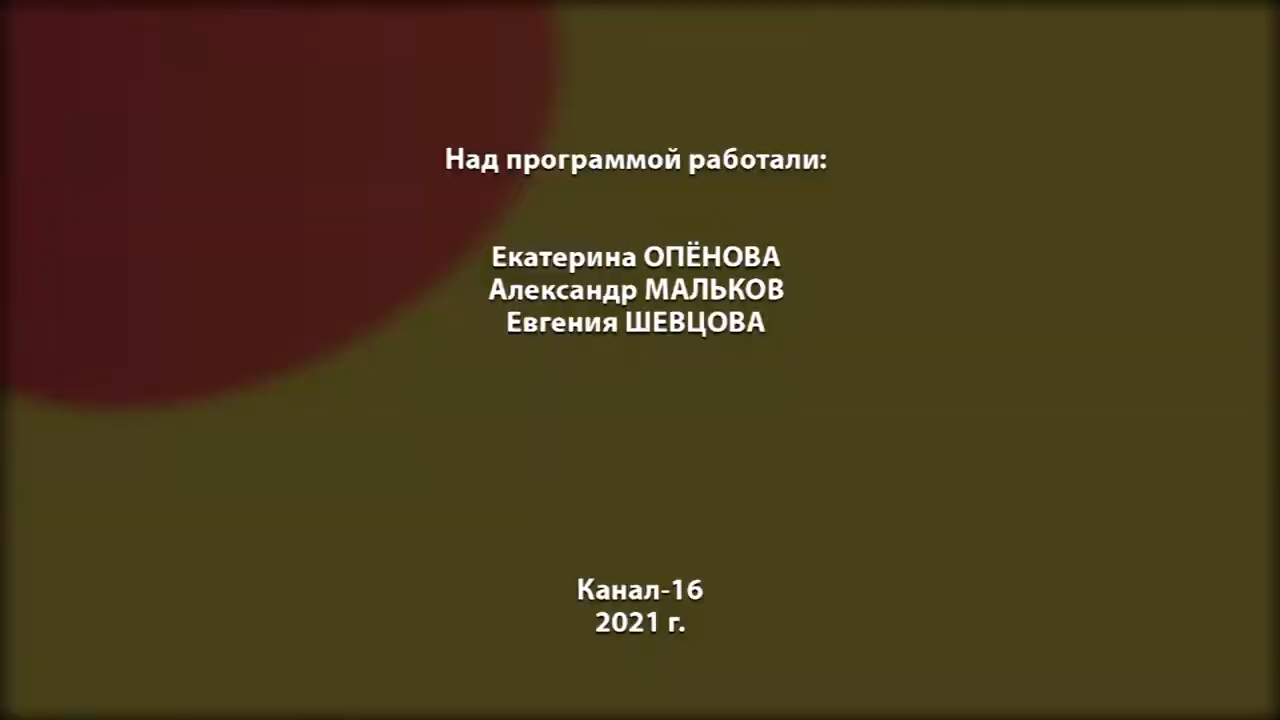 Над программой работали:
Екатерина ОПЁНОВА
Александр МАЛЬКОВ
Евгения ШЕВЦОВА
Канал-16
2021 г.